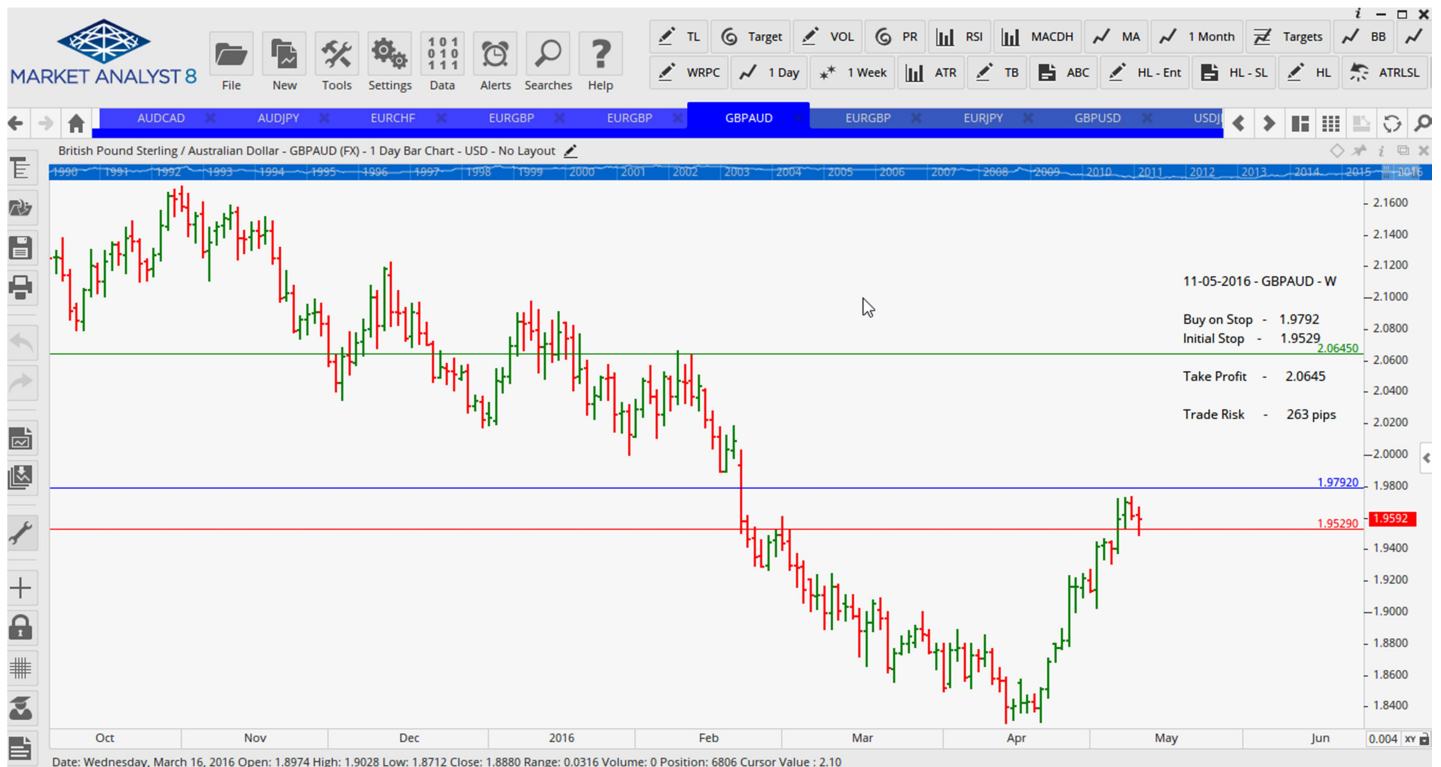 i
TL Target VOL PR RSI MACDH MA 1 Month Targets BB
MARKET ANALYST 8
File New Tools Settings Data Alerts Searches Help
101
010
111
WRPC 1 Day 1 Week ATR TB ABC HL - Ent HL - SL HL ATRLSL
AUDCAD AUDJPY EURCHF EURGBP EURGBP GBPAUD EURGBP EURJPY GBPUSD USDJ
British Pound Sterling / Australian Dollar - GBPAUD (FX) - 1 Day Bar Chart - USD - No Layout
1990 1991 1992 1993 1994 1995 1996 1997 1998 1999 2000 2001 2002 2003 2004 2005 2006 2007 2008 2009 2010 2011 2012 2013 2014 2015 2016
2.1600
2.1400
2.1200
2.1000
2.0800
2.0600
2.0400
2.0200
2.0000
1.9800
1.9592
1.9400
1.9200
1.9000
1.8800
1.8600
1.8400
11-05-2016 - GBPAUD - W
Buy on Stop - 1.9792
Initial Stop - 1.9529
2.06450
Take Profit - 2.0645
Trade Risk - 263 pips
1.97920
1.95290
Oct Nov Dec 2016 Feb Mar Apr May Jun
0.004 XY
Date: Wednesday, March 16, 2016 Open: 1.8974 High: 1.9028 Low: 1.8712 Close: 1.8880 Range: 0.0316 Volume: 0 Position: 6806 Cursor Value : 2.10